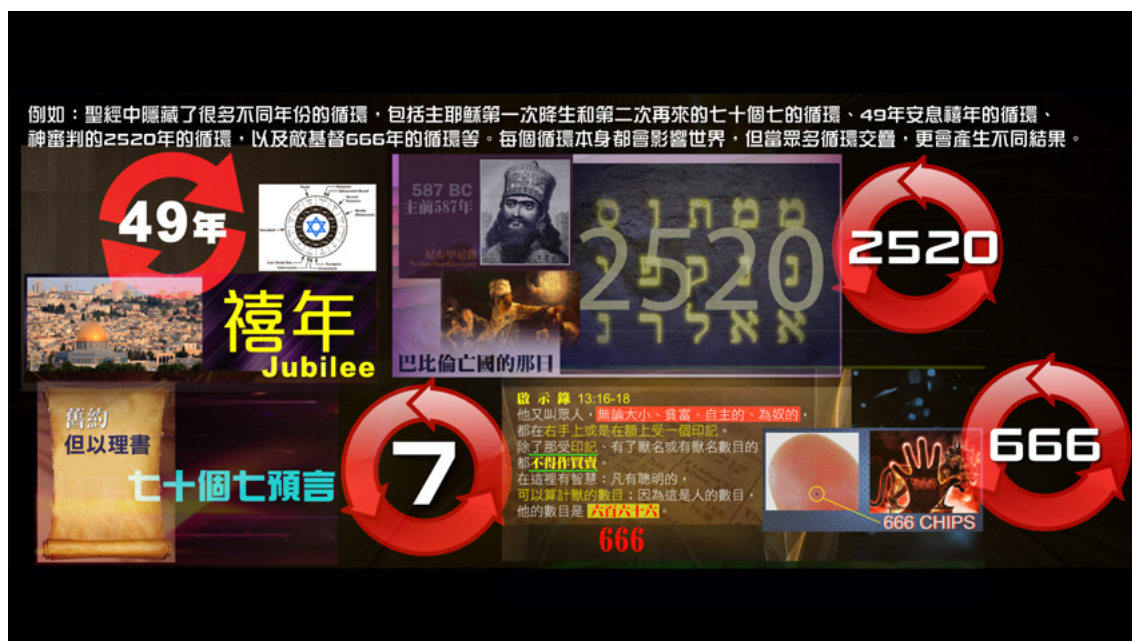 例如：聖經中隱藏了很多不同年份的循環，包括主耶穌第一次降生和第二次再來的七十個七的循環、49年安息禧年的循環、
神審判的2520年的循環，以及敵基督666年的循環等。每個循環本身都會影響世界，但當眾多循環交疊，更會產生不同結果。
49年
禧年
Jubilee
587 BC
主前587年
尼布甲尼撒
巴比倫亡國的那日
ממתוס
ננקפי
אאלרן
2520
2520
舊約
但以理書
七十個七預言
7
啟示錄 13:16-18
他又叫眾人，無論大小、貧富、自主的、為奴的，
都在右手上或是在額上受一個印記。
除了那受印記、有了獸名或有獸名數目的
都不得作買賣。
在這裡有智慧：凡有聰明的，
可以算計獸的數目；因為這是人的數目，
他的數目是 六百六十六。
666
666 CHIPS
666